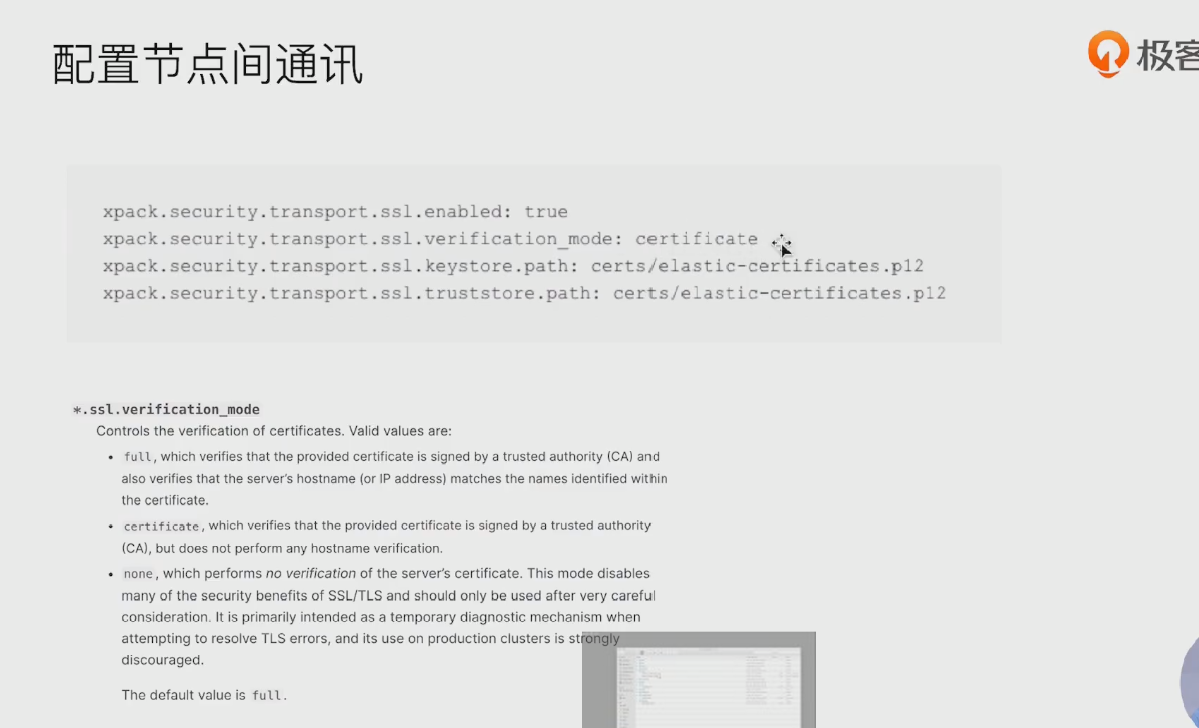 配置节点间通讯
极客
xpack.security.transport.ssl.enabled: true
xpack.security.transport.ssl.verification_mode: certificate
xpack.security.transport.ssl.keystore.path: certs/elastic-certificates.p12
xpack.security.transport.ssl.truststore.path: certs/elastic-certificates.p12
*.ssl.verification_mode
Controls the verification of certificates. Valid values are:
• full, which verifies that the provided certificate is signed by a trusted authority (CA) and
also verifies that the server's hostname (or IP address) matches the names identified within
the certificate.
• certificate, which verifies that the provided certificate is signed by a trusted authority
(CA), but does not perform any hostname verification.
• none, which performs no verification of the server's certificate. This mode disables
many of the security benefits of SSL/TLS and should only be used after very careful
consideration. It is primarily intended as a temporary diagnostic mechanism when
attempting to resolve TLS errors, and its use on production clusters is strongly
discouraged.
The default value is full.